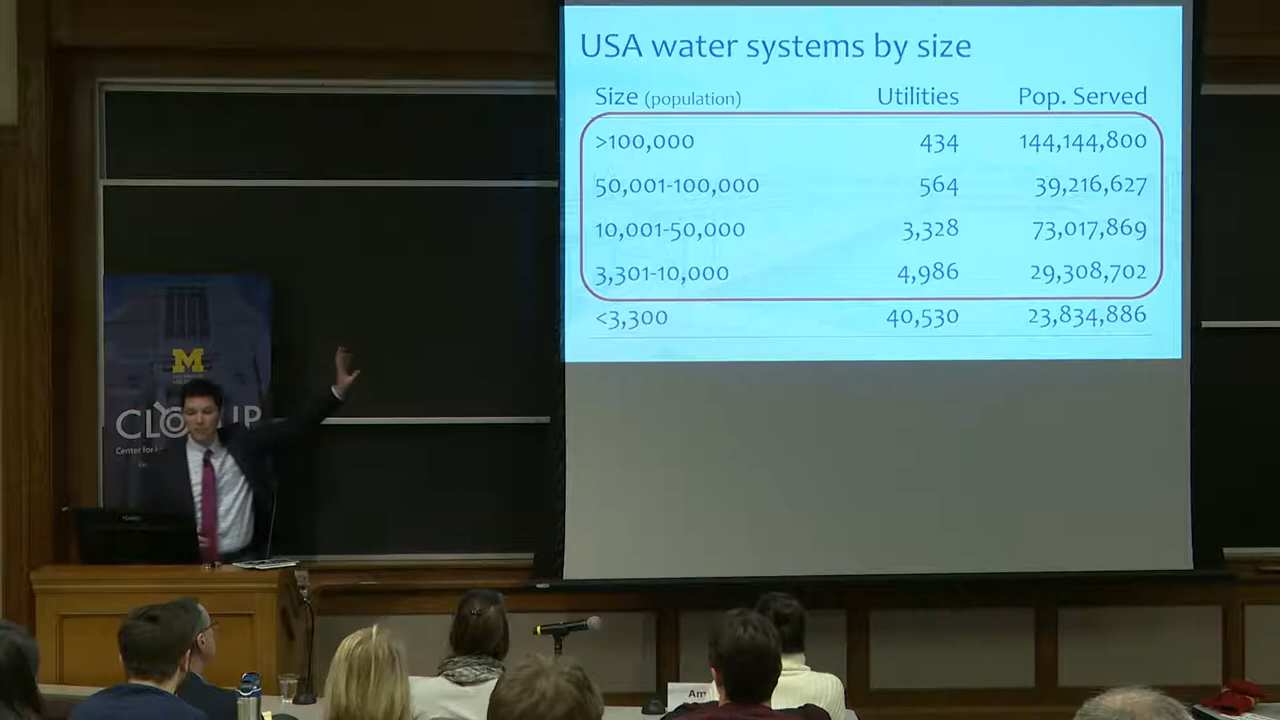 USA water systems by size
Size (population) Utilities Pop. Served
>100,000 434 144,144,800
50,001-100,000 564 39,216,627
10,001-50,000 3,328 73,017,869
3,301-10,000 4,986 29,308,702
<3,300 40,530 23,834,886
M
Center for